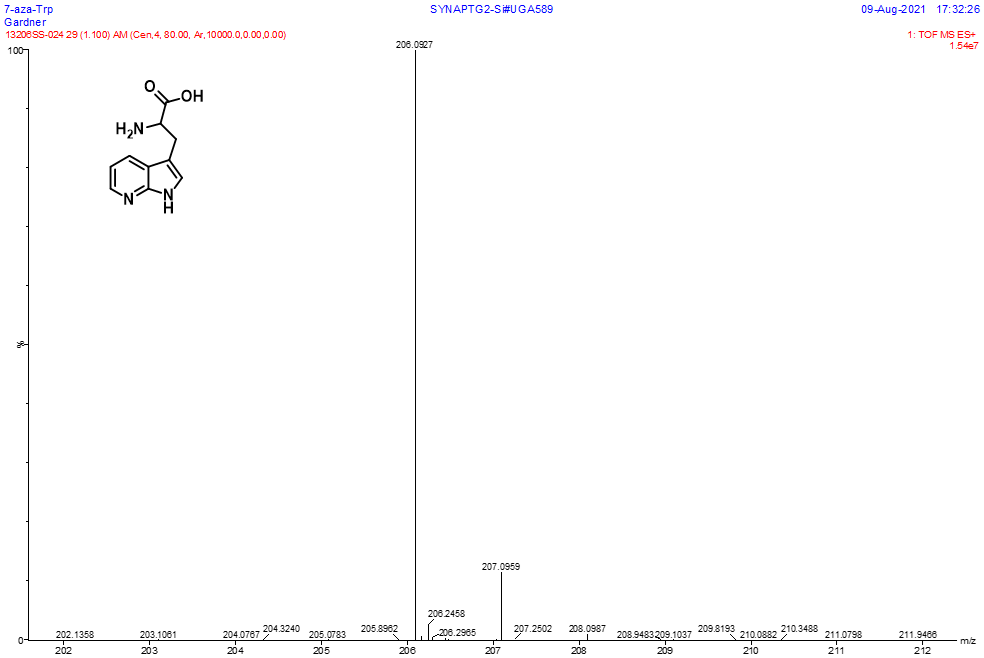 7-aza-Trp SYNAPTG2-Si#UGA589 09-Aug-2021 17:32:26
Gardner
13206SS-024 29 (1.100) AM (Cen,4, 80.00, Ar,10000.0,0.00,0.00) 1: TOF MS ES+
1.54e7
206.0927
100
O
OH
H2N
N
N
H
%
207.0959
206.2458
202.1358 203.1061 204.0767 204.3240 205.0783 205.8962 206.2965 207.2502 208.0987 208.9483 209.1037 209.8193 210.0882 210.3488 211.0798 211.9466
0
m/z
202 203 204 205 206 207 208 209 210 211 212